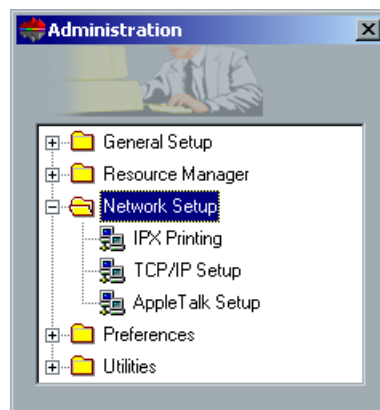 Administration
General Setup
Resource Manager
Network Setup
IPX Printing
TCP/IP Setup
AppleTalk Setup
Preferences
Utilities